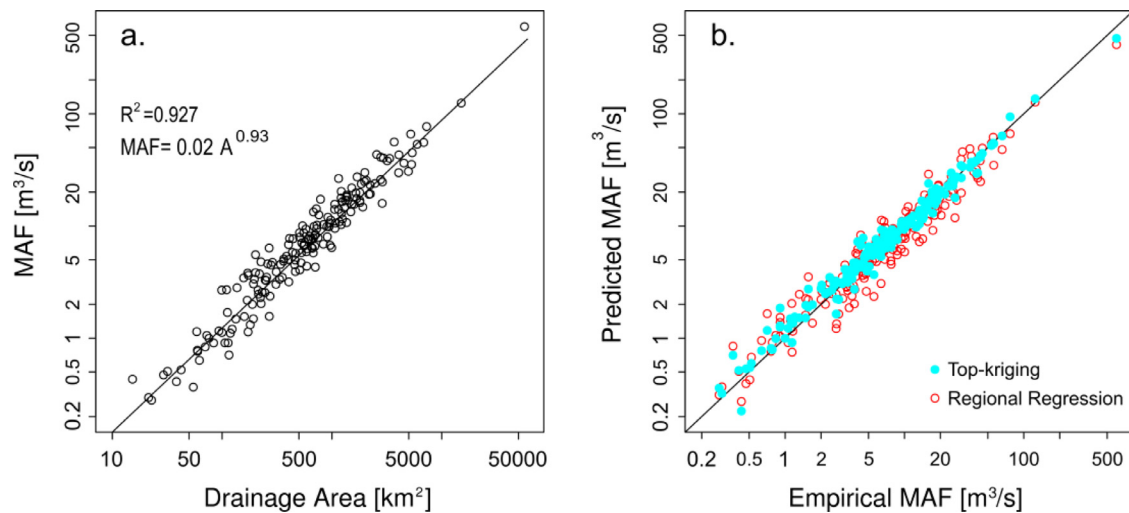 a.
R²=0.927
MAF= 0.02 A^0.93
MAF [m³/s]
500
100
20
5
2
1
0.5
0.2
10 50 500 5000 50000
Drainage Area [km²]
b.
Predicted MAF [m³/s]
500
100
20
5
2
1
0.5
0.2
Top-kriging
Regional Regression
0.2 0.5 1 2 5 20 100 500
Empirical MAF [m³/s]